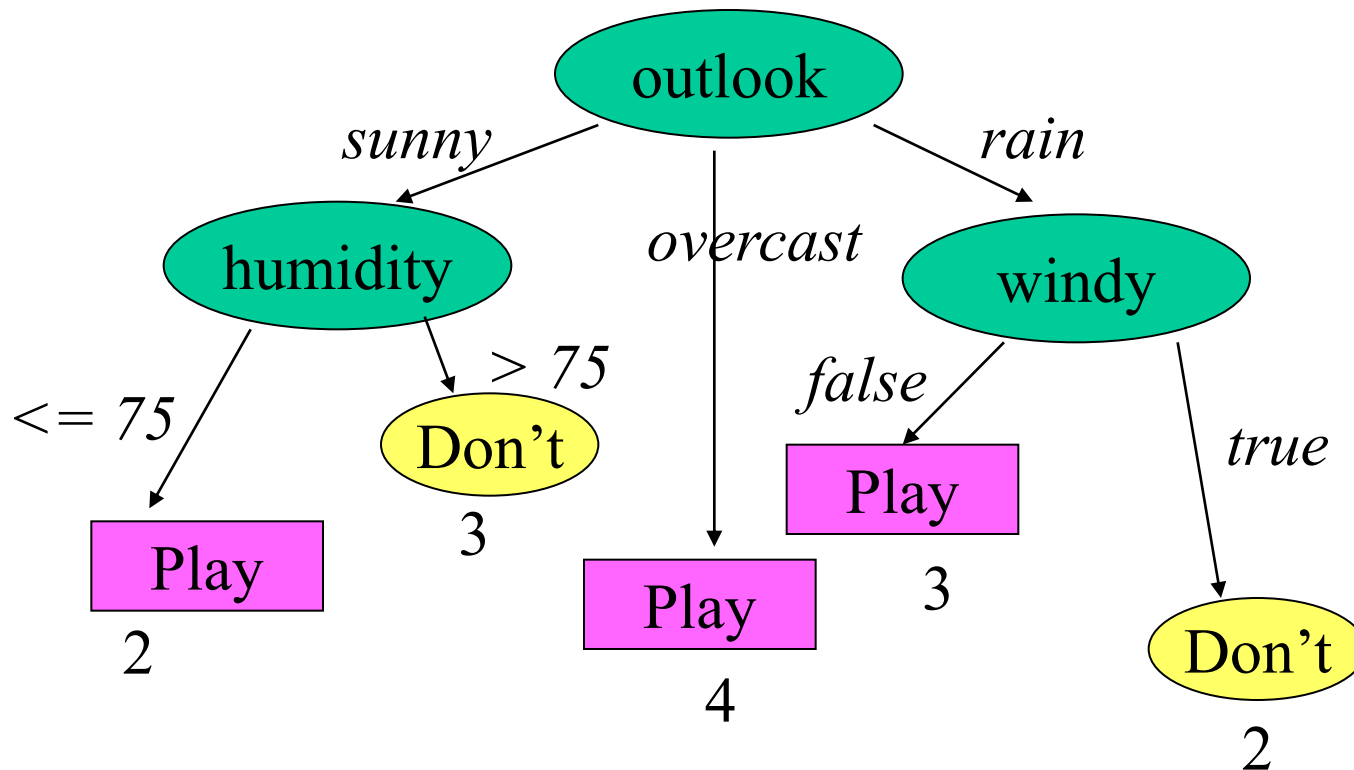 outlook
sunny
rain
overcast
humidity
windy
<= 75
> 75
false
true
Don’t
3
Play
2
Play
4
Play
3
Don’t
2